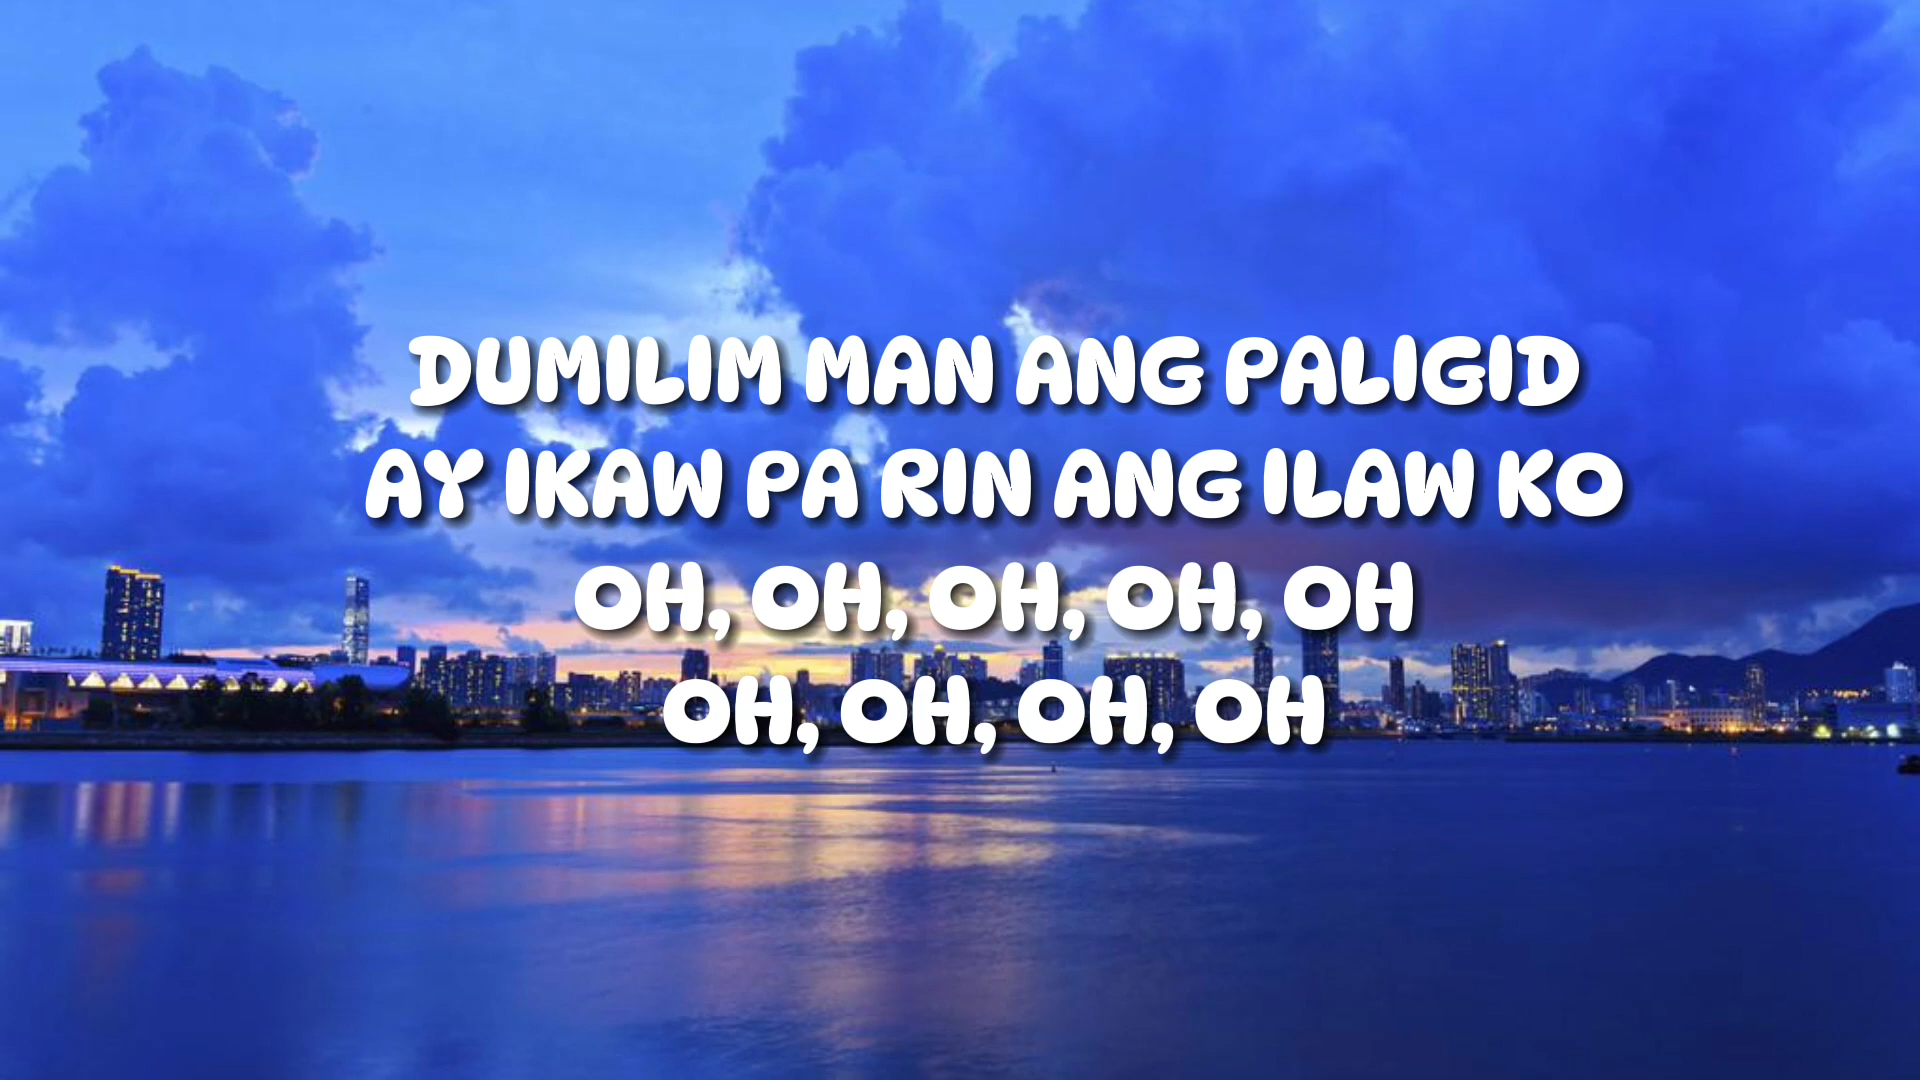 DUMILIM MAN ANG PALIGID
AY IKAW PA RIN ANG ILAW KO
OH, OH, OH, OH, OH
OH, OH, OH, OH